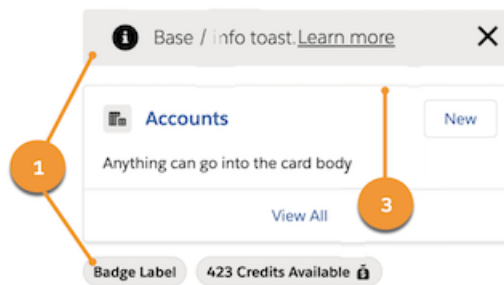 Base / info toast. Learn more
Accounts
New
Anything can go into the card body
1
3
View All
Badge Label
423 Credits Available